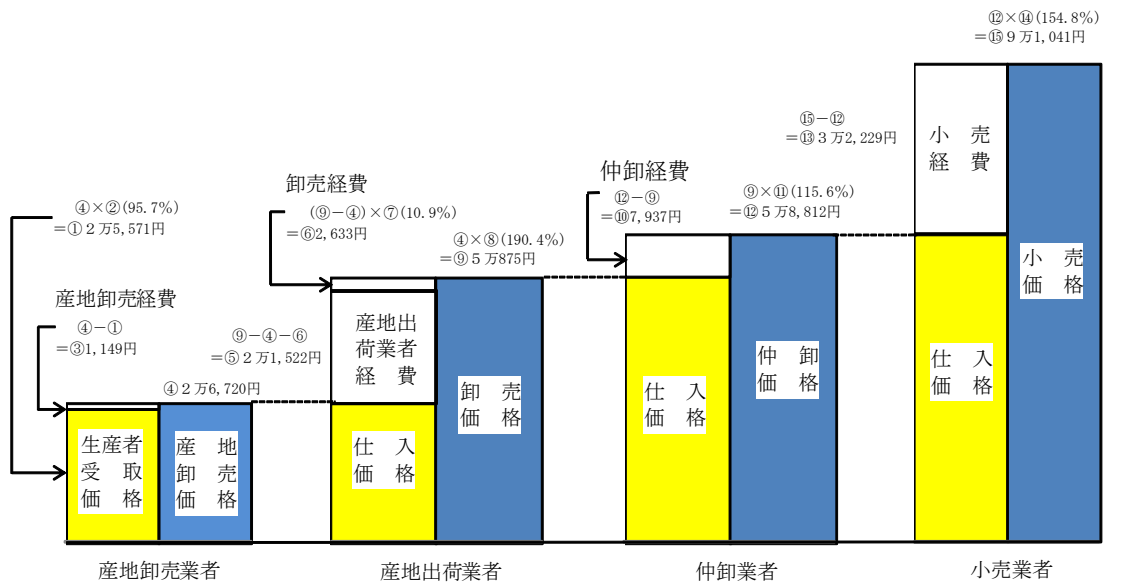 ⑫×⑭(154.8%)
＝⑮９万1,041円
⑮－⑫
＝⑬３万2,229円
小　売
経　費
卸売経費
仲卸経費
④×②(95.7%)
＝①２万5,571円
(⑨－④)×⑦(10.9%)
＝⑥2,633円
④×⑧(190.4%)
＝⑨５万875円
⑫－⑨
＝⑩7,937円
⑨×⑪(115.6%)
＝⑫５万8,812円
産地卸売経費
④－①
＝③1,149円
⑨－④－⑥
＝⑤２万1,522円
④２万6,720円
産地出
荷業者
経　費
小　売
価　格
生産者
受　取
価　格
産　地
卸　売
価　格
仕　入
価　格
卸　売
価　格
仕　入
価　格
仲　卸
価　格
仕　入
価　格
産地卸売業者
産地出荷業者
仲卸業者
小売業者